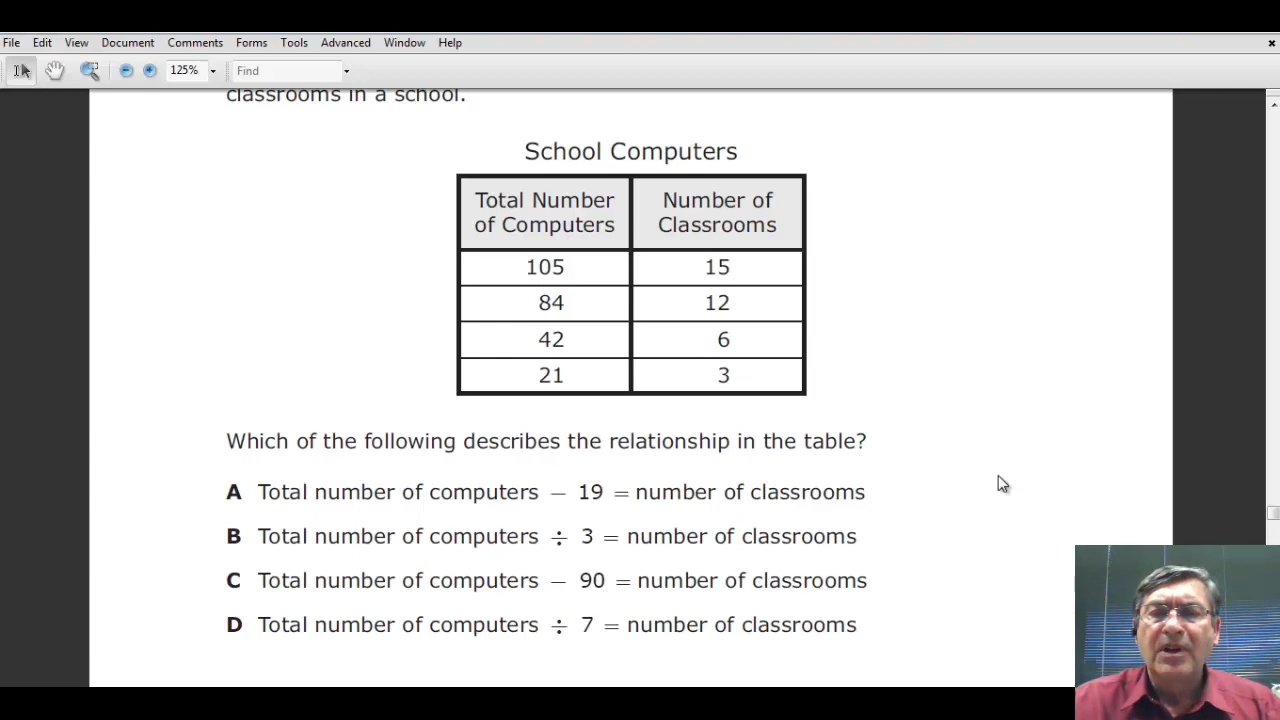 File Edit View Document Comments Forms Tools Advanced Window Help
125% Find
classrooms in a school.
School Computers
Total Number of Computers Number of Classrooms
105 15
84 12
42 6
21 3
Which of the following describes the relationship in the table?
A Total number of computers − 19 = number of classrooms
B Total number of computers ÷ 3 = number of classrooms
C Total number of computers − 90 = number of classrooms
D Total number of computers ÷ 7 = number of classrooms